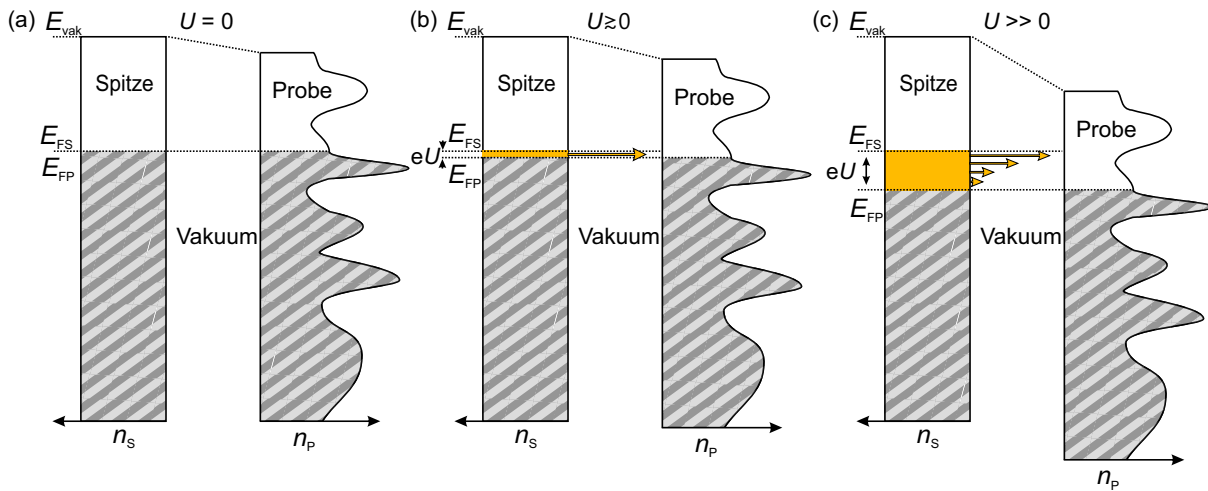 (a)
U = 0
E_vak
Spitze
Probe
E_FS
E_FP
Vakuum
n_S
n_P
(b)
U ≳ 0
E_vak
Spitze
Probe
E_FS
eU
E_FP
Vakuum
n_S
n_P
(c)
U >> 0
E_vak
Spitze
Probe
E_FS
eU
E_FP
Vakuum
n_S
n_P